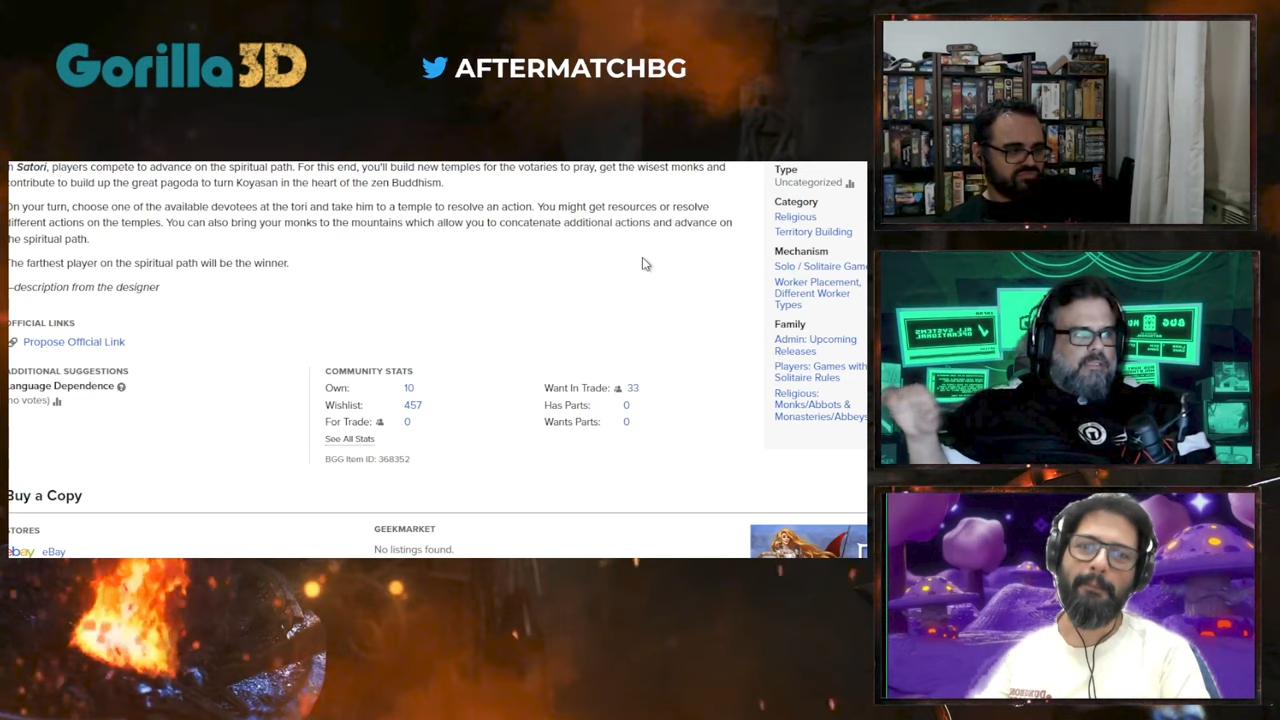 Gorilla3D
AFTERMATCHBG
n Satori, players compete to advance on the spiritual path. For this end, you'll build new temples for the votaries to pray, get the wisest monks and
contribute to build up the great pagoda to turn Koyasan in the heart of the zen Buddhism.
On your turn, choose one of the available devotees at the tori and take him to a temple to resolve an action. You might get resources or resolve
different actions on the temples. You can also bring your monks to the mountains which allow you to concatenate additional actions and advance on
he spiritual path.
The farthest player on the spiritual path will be the winner.
—description from the designer
OFFICIAL LINKS
Propose Official Link
ADDITIONAL SUGGESTIONS
Language Dependence
no votes)
COMMUNITY STATS
Own: 10
Wishlist: 457
For Trade: 0
See All Stats
BGG Item ID: 368352
Want In Trade: 33
Has Parts: 0
Wants Parts: 0
Type
Uncategorized
Category
Religious
Territory Building
Mechanism
Solo / Solitaire Game
Worker Placement,
Different Worker
Types
Family
Admin: Upcoming
Releases
Players: Games with
Solitaire Rules
Religious:
Monks/Abbots &
Monasteries/Abbeys
Buy a Copy
STORES
ebay eBay
GEEKMARKET
No listings found.
ALL SYSTEMS
OPERATIONAL